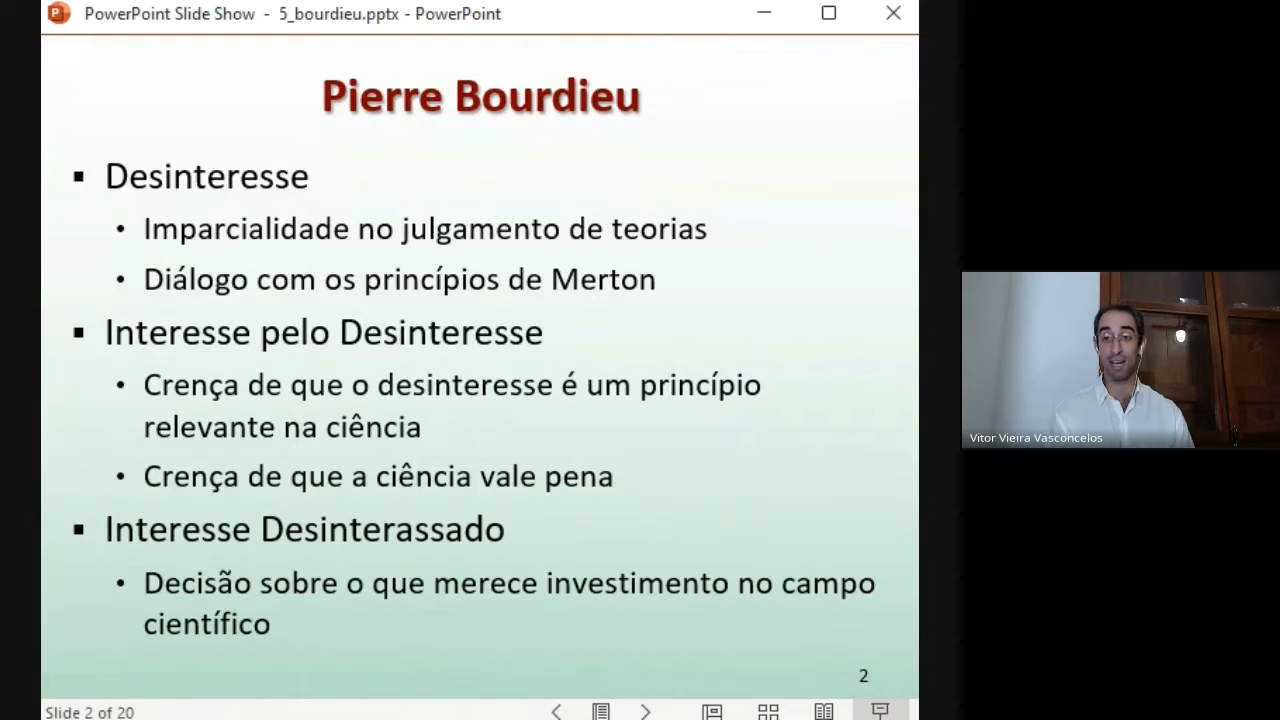 PowerPoint Slide Show - 5_bourdieu.pptx - PowerPoint
Pierre Bourdieu
▪ Desinteresse
• Imparcialidade no julgamento de teorias
• Diálogo com os princípios de Merton
▪ Interesse pelo Desinteresse
• Crença de que o desinteresse é um princípio
relevante na ciência
• Crença de que a ciência vale pena
▪ Interesse Desinterassado
• Decisão sobre o que merece investimento no campo
científico
2
Slide 2 of 20
Vitor Vieira Vasconcelos